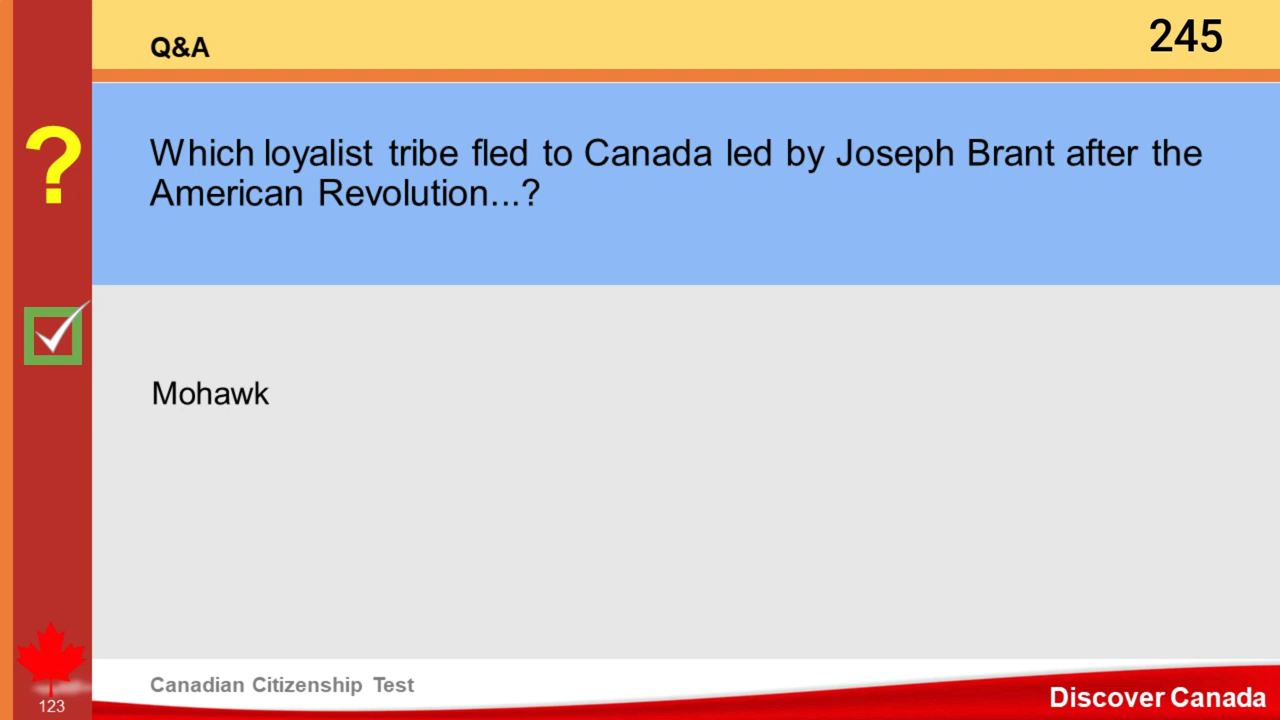 Q&A
245
?
Which loyalist tribe fled to Canada led by Joseph Brant after the
American Revolution...?
Mohawk
Canadian Citizenship Test
Discover Canada
123